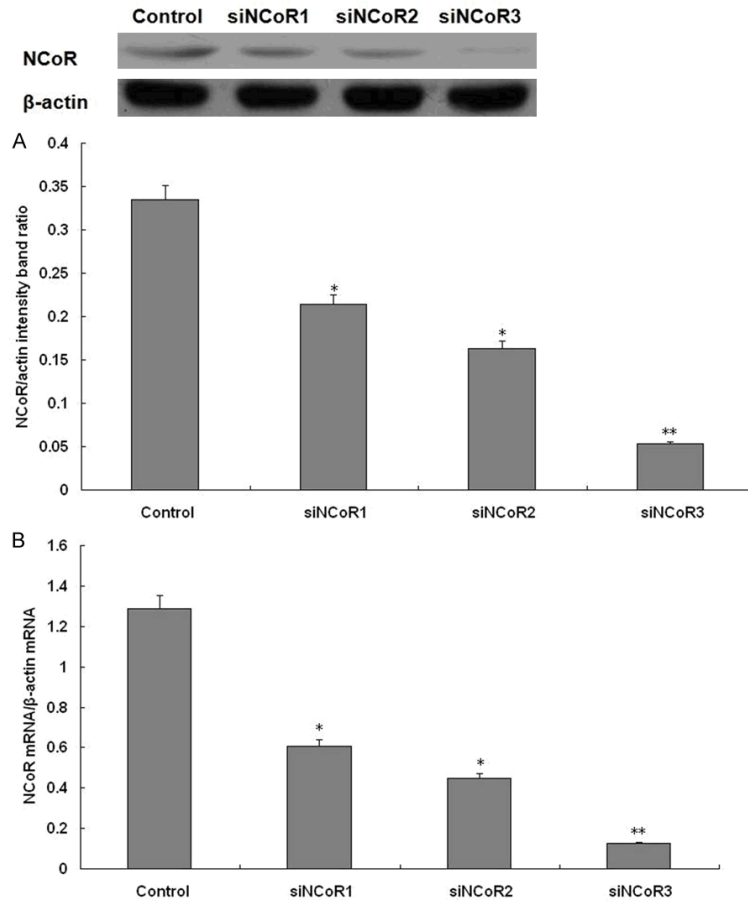 Control siNCoR1 siNCoR2 siNCoR3
NCoR
β-actin
A
0.4
0.35
0.3
0.25
0.2
0.15
0.1
0.05
0
NCoR/actin intensity band ratio
*
*
**
Control siNCoR1 siNCoR2 siNCoR3
B
1.6
1.4
1.2
1
0.8
0.6
0.4
0.2
0
NCoR mRNA/β-actin mRNA
*
*
**
Control siNCoR1 siNCoR2 siNCoR3